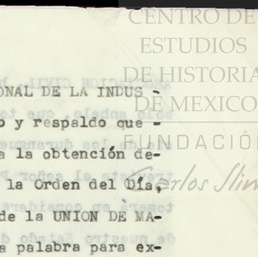 CENTRO DE
ESTUDIOS
DE HISTORIA
DE MEXICO
FUNDACIÓN
Carlos Slim
ONAL DE LA INDUS -
o y respaldo que -
a la obtención de-
la Orden del Día,
de la UNION DE MA-
a palabra para ex-